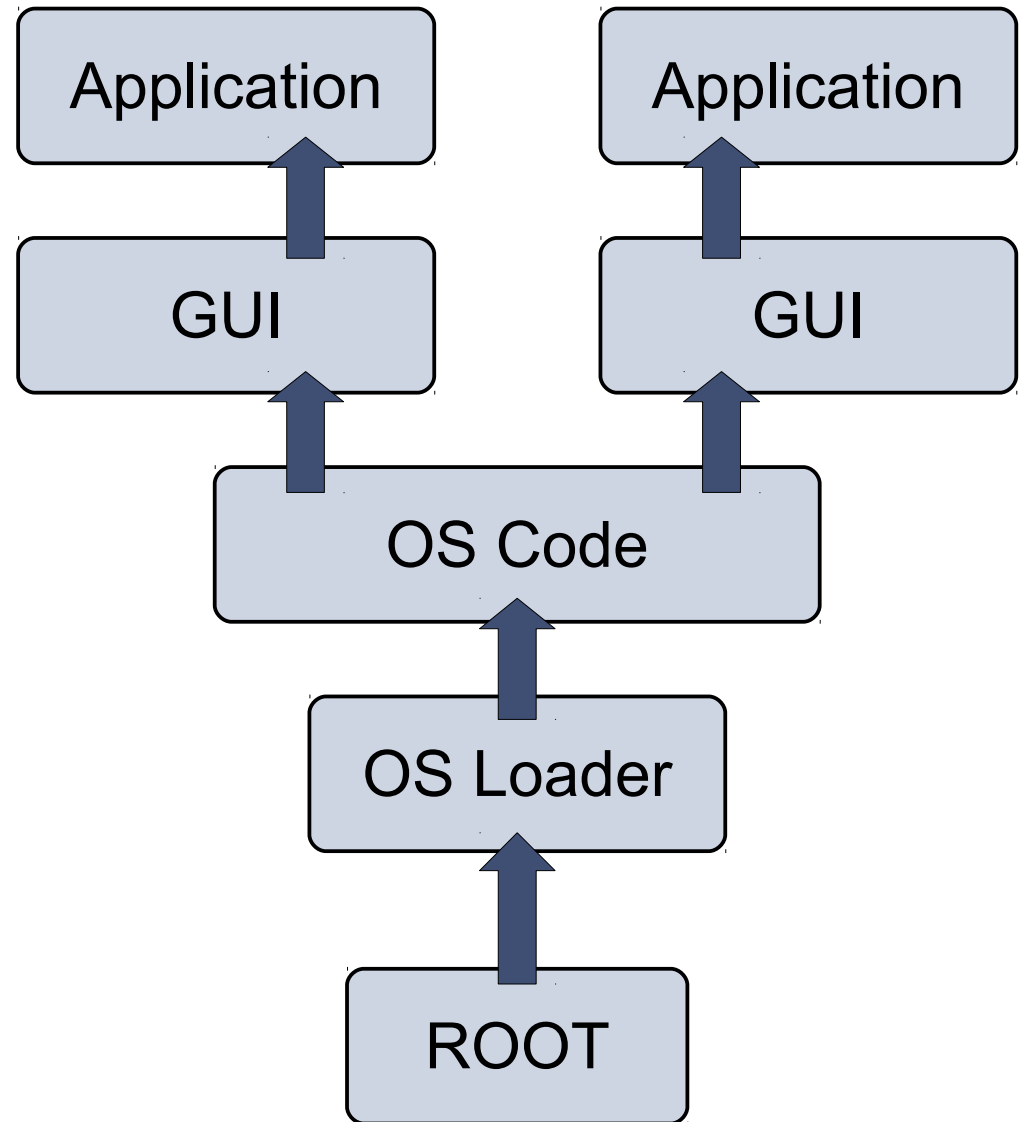 Application
Application
GUI
GUI
OS Code
OS Loader
ROOT